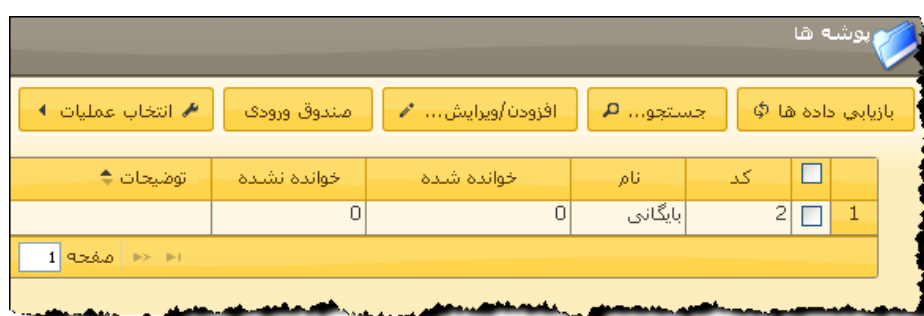 پوشه ها
بازیابی داده ها جستجو... افزودن/ویرایش... صندوق ورودی انتخاب عملیات
کد نام خوانده شده خوانده نشده توضیحات
1 2 بایگانی 0 0
صفحه 1